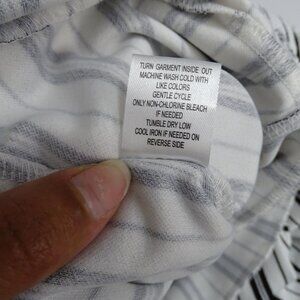 TURN GARMENT INSIDE OUT
MACHINE WASH COLD WITH
LIKE COLORS
GENTLE CYCLE
ONLY NON-CHLORINE BLEACH
IF NEEDED
TUMBLE DRY LOW
COOL IRON IF NEEDED ON
REVERSE SIDE